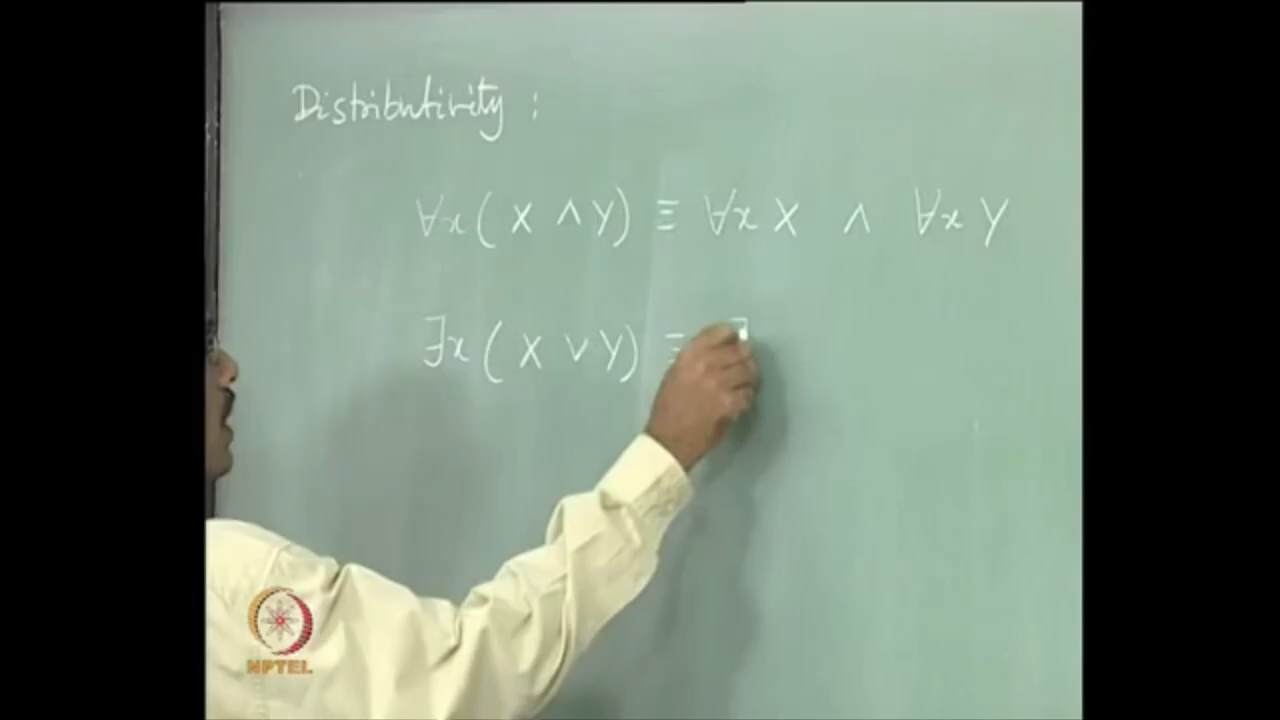 Distributivity :
∀x ( X ∧ Y ) ≡ ∀x X ∧ ∀x Y
∃x ( X ∨ Y ) ≡ ∃
NPTEL